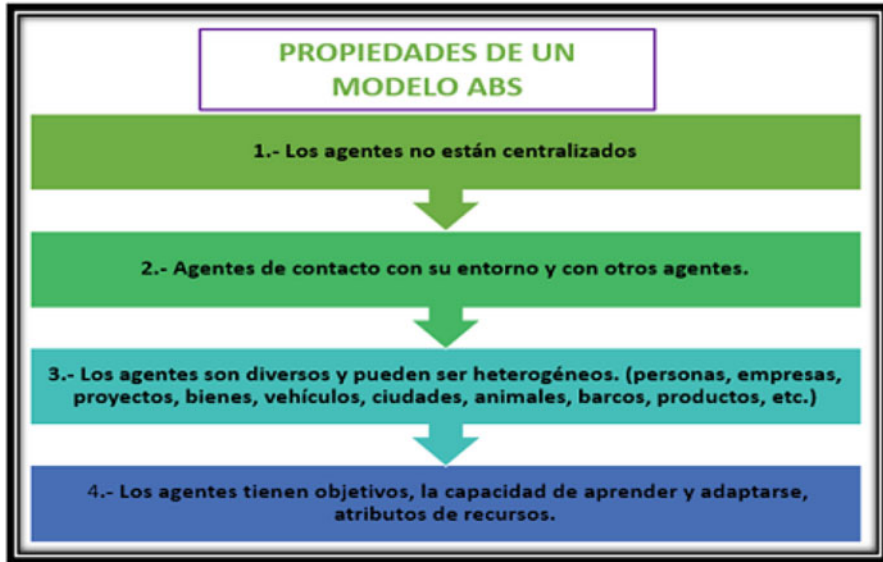 PROPIEDADES DE UN
MODELO ABS
1.- Los agentes no están centralizados
2.- Agentes de contacto con su entorno y con otros agentes.
3.- Los agentes son diversos y pueden ser heterogéneos. (personas, empresas,
proyectos, bienes, vehículos, ciudades, animales, barcos, productos, etc.)
4.- Los agentes tienen objetivos, la capacidad de aprender y adaptarse,
atributos de recursos.